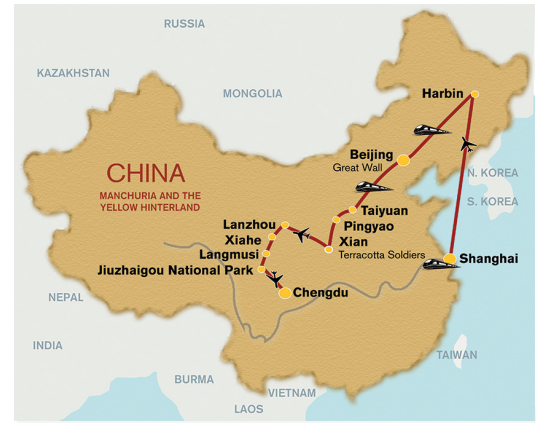 RUSSIA
KAZAKHSTAN
MONGOLIA
Harbin
Beijing
Great Wall
CHINA
MANCHURIA AND THE
YELLOW HINTERLAND
N. KOREA
S. KOREA
Taiyuan
Pingyao
Lanzhou
Xiahe
Xian
Langmusi
Terracotta Soldiers
Shanghai
Jiuzhaigou National Park
Chengdu
NEPAL
INDIA
TAIWAN
BURMA
VIETNAM
LAOS